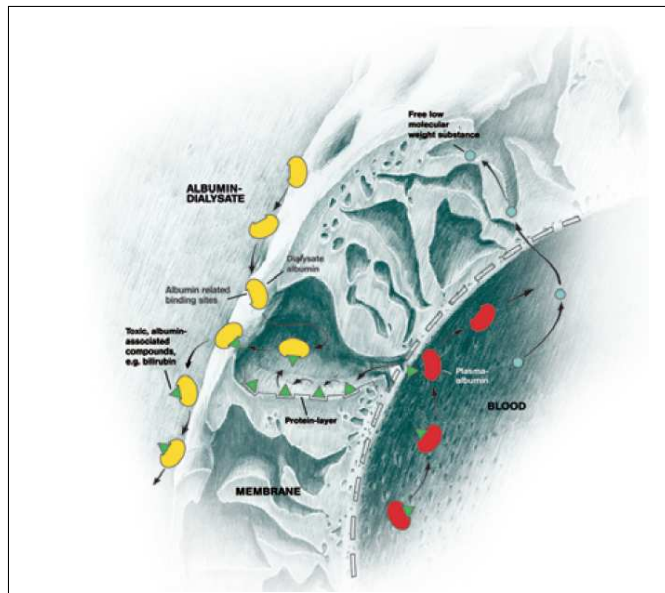 Free low
molecular
weight substance
ALBUMIN-
DIALYSATE
Dialysate
albumin
Albumin related
binding sites
Toxic, albumin-
associated
compounds,
e.g. bilirubin
Plasma-
albumin
BLOOD
Protein-layer
MEMBRANE